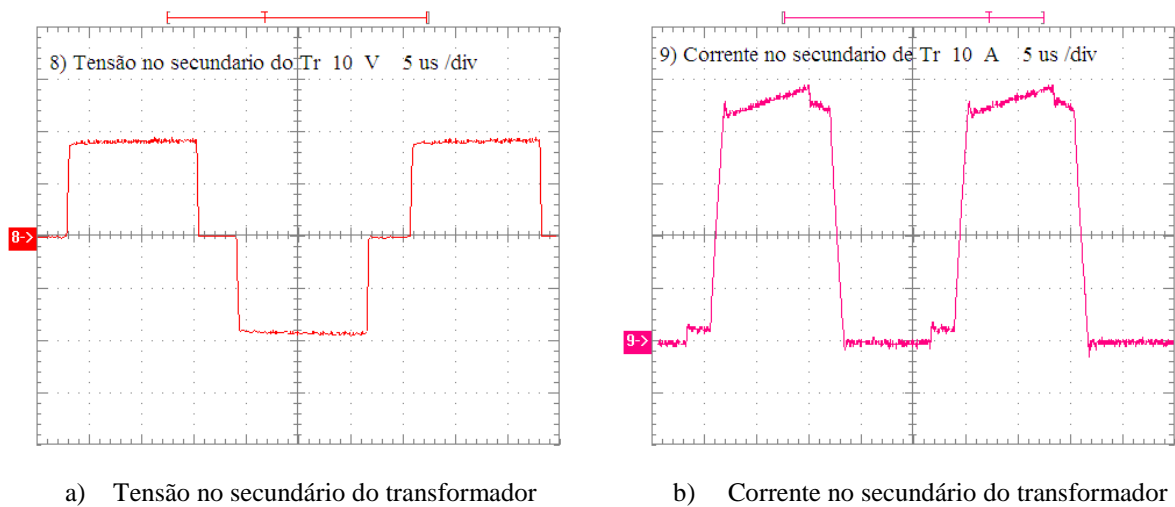 8) Tensão no secundario do Tr 10 V 5 us /div
8->
9) Corrente no secundario de Tr 10 A 5 us/div
9->
a) Tensão no secundário do transformador
b) Corrente no secundário do transformador